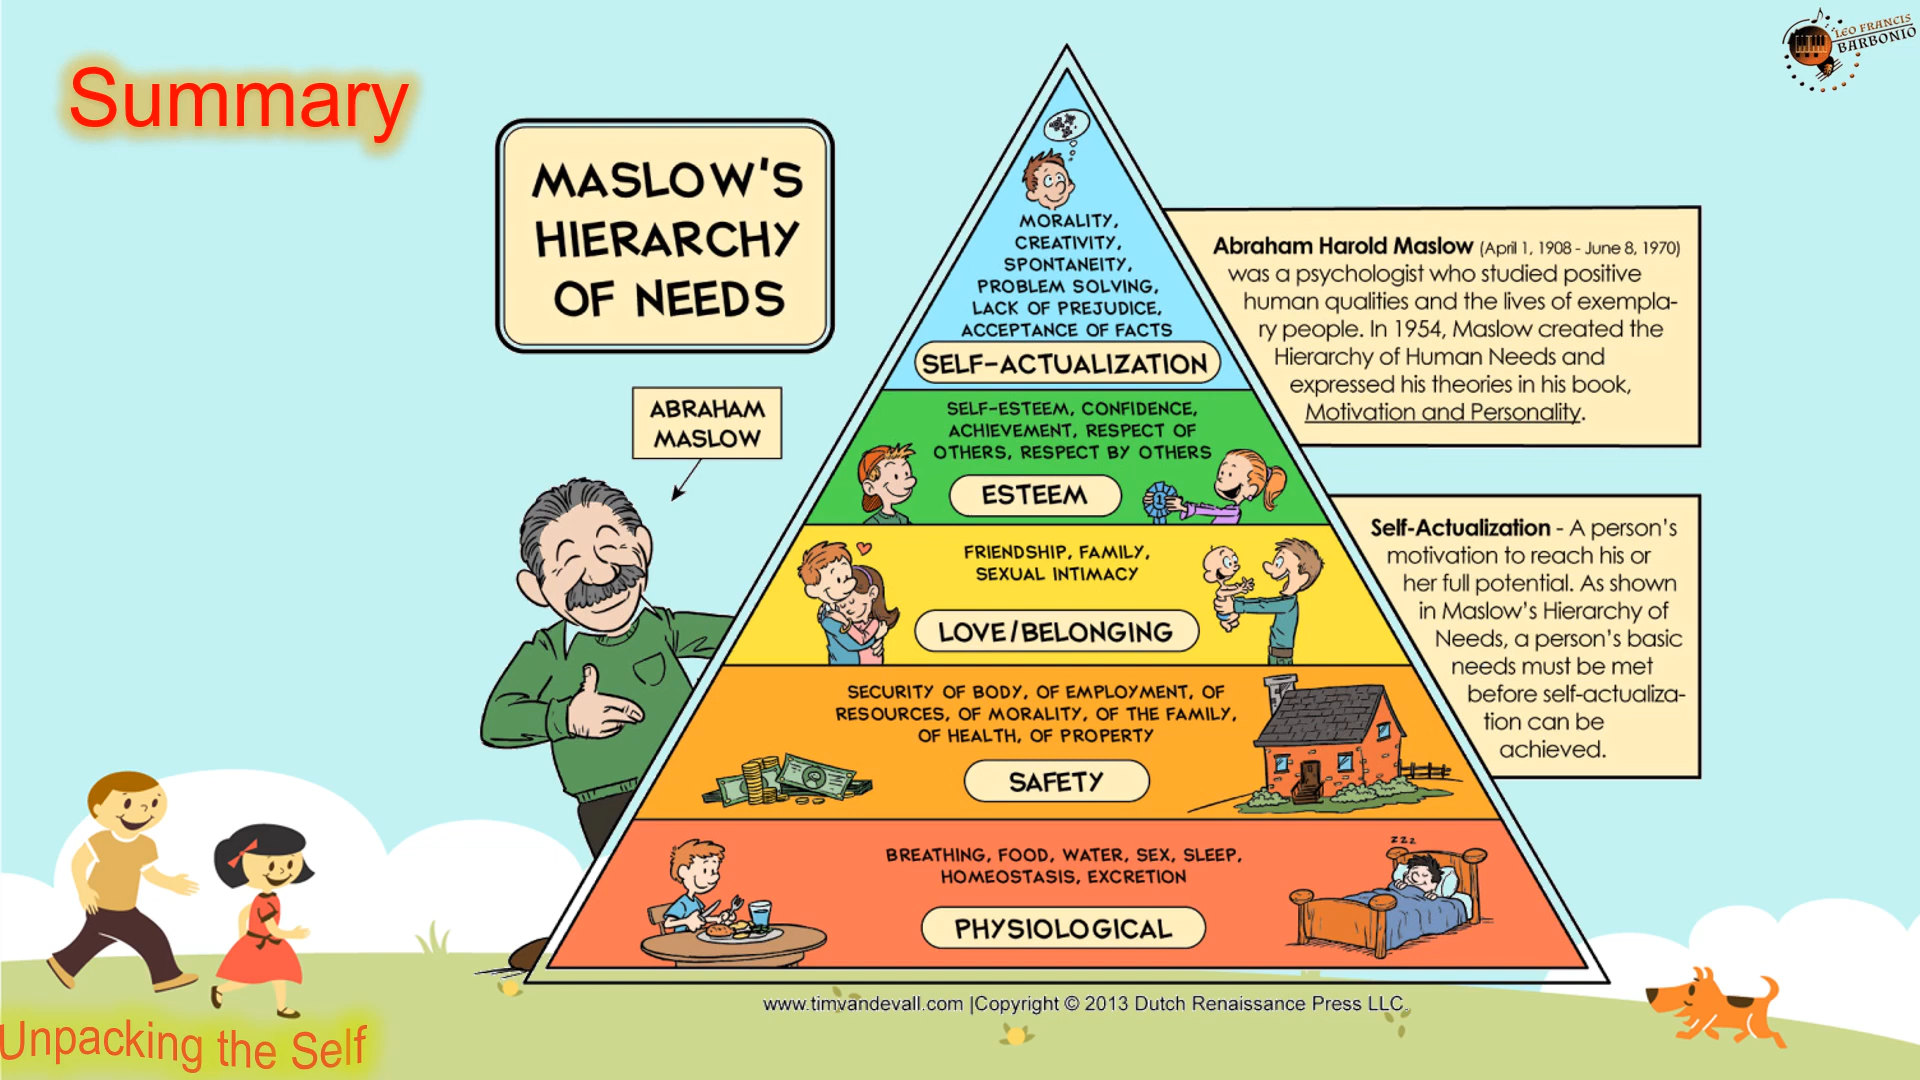 Summary
LEO FRANCIS
BARBONIO
MASLOW'S
HIERARCHY
OF NEEDS
ABRAHAM
MASLOW
MORALITY,
CREATIVITY,
SPONTANEITY,
PROBLEM SOLVING,
LACK OF PREJUDICE,
ACCEPTANCE OF FACTS
SELF-ACTUALIZATION
SELF-ESTEEM, CONFIDENCE,
ACHIEVEMENT, RESPECT OF
OTHERS, RESPECT BY OTHERS
ESTEEM
1
FRIENDSHIP, FAMILY,
SEXUAL INTIMACY
LOVE/BELONGING
SECURITY OF BODY, OF EMPLOYMENT, OF
RESOURCES, OF MORALITY, OF THE FAMILY,
OF HEALTH, OF PROPERTY
SAFETY
BREATHING, FOOD, WATER, SEX, SLEEP,
HOMEOSTASIS, EXCRETION
PHYSIOLOGICAL
zzz
Abraham Harold Maslow (April 1, 1908 - June 8, 1970)
was a psychologist who studied positive
human qualities and the lives of exempla-
ry people. In 1954, Maslow created the
Hierarchy of Human Needs and
expressed his theories in his book,
Motivation and Personality.
Self-Actualization - A person's
motivation to reach his or
her full potential. As shown
in Maslow's Hierarchy of
Needs, a person's basic
needs must be met
before self-actualiza-
tion can be
achieved.
www.timvandevall.com |Copyright © 2013 Dutch Renaissance Press LLC.
Unpacking the Self